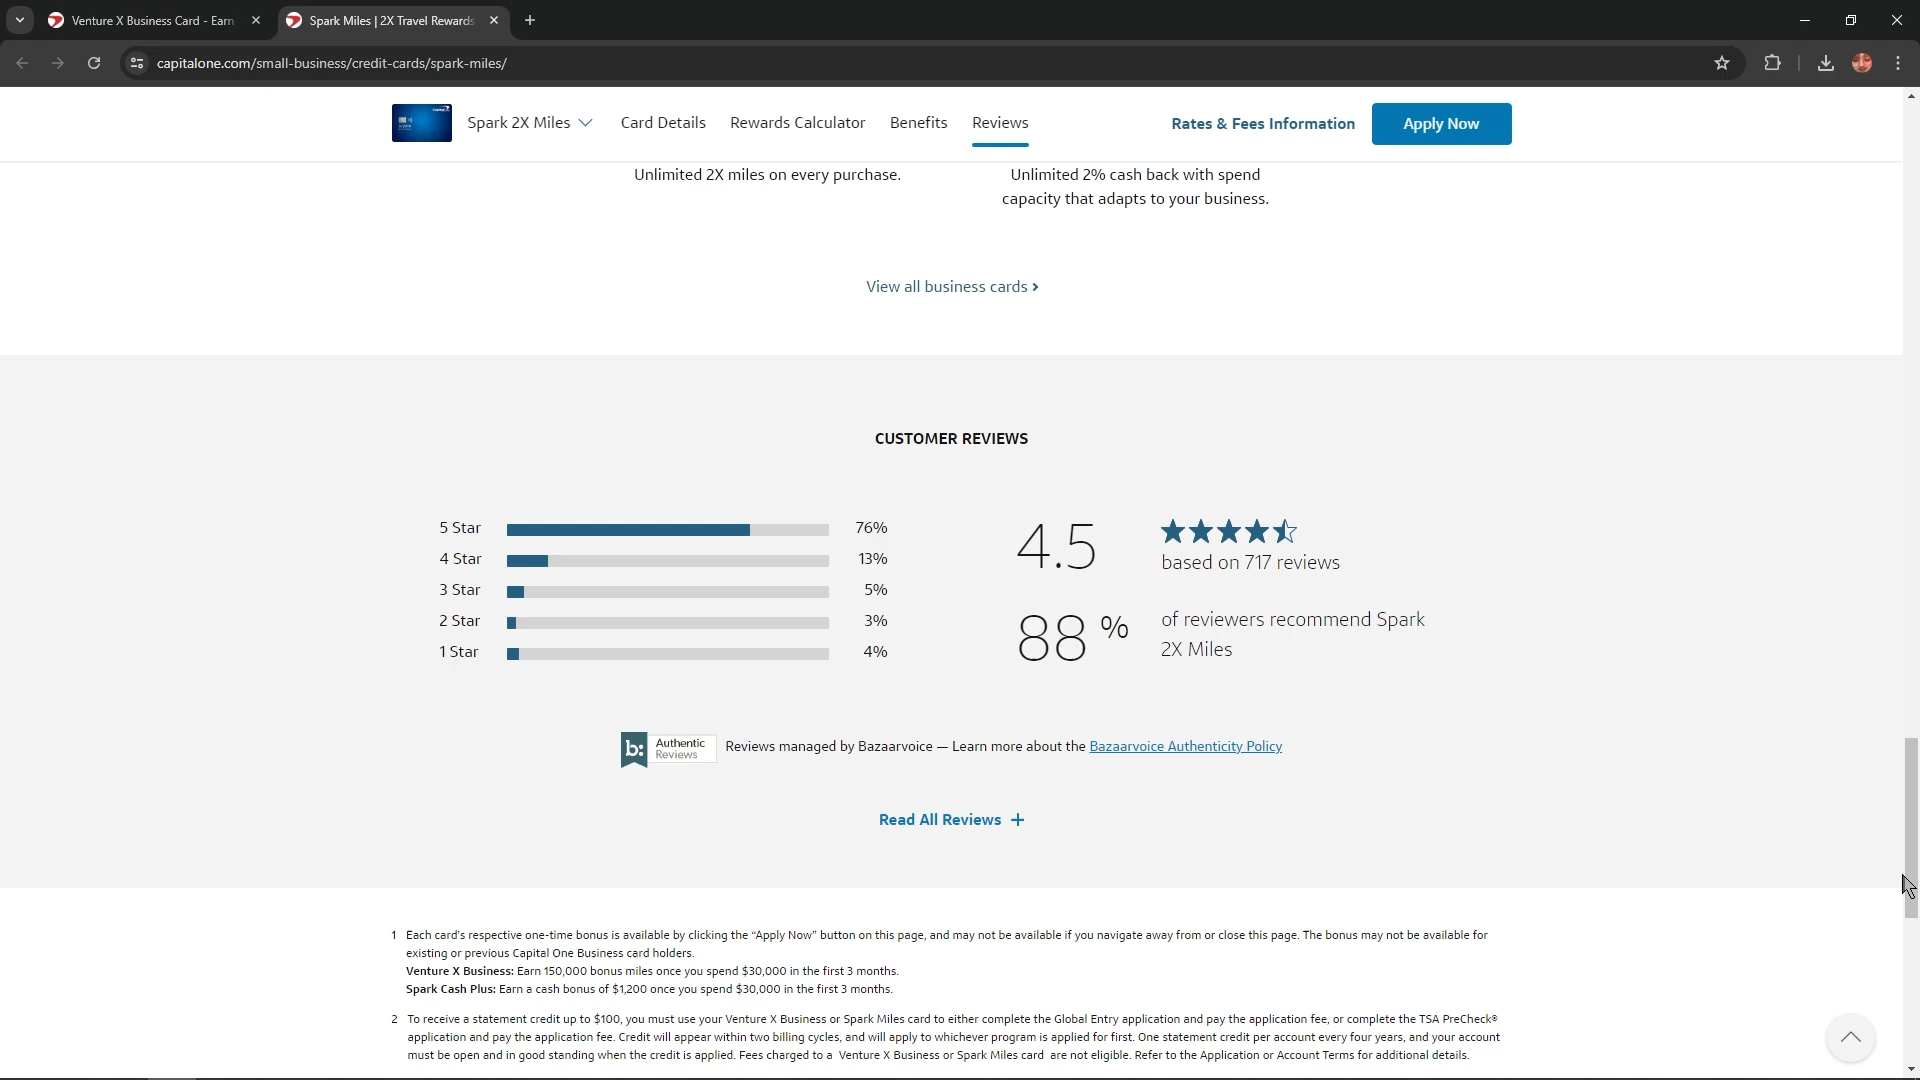 Venture X Business Card - Earn
Spark Miles | 2X Travel Rewards
capitalone.com/small-business/credit-cards/spark-miles/
Spark 2X Miles
Card Details
Rewards Calculator
Benefits
Reviews
Rates & Fees Information
Apply Now
Unlimited 2X miles on every purchase.
Unlimited 2% cash back with spend
capacity that adapts to your business.
View all business cards ›
CUSTOMER REVIEWS
5 Star 76%
4 Star 13%
3 Star 5%
2 Star 3%
1 Star 4%
4.5
based on 717 reviews
88 %
of reviewers recommend Spark
2X Miles
b: Authentic
Reviews
Reviews managed by Bazaarvoice — Learn more about the Bazaarvoice Authenticity Policy
Read All Reviews +
1 Each card's respective one-time bonus is available by clicking the “Apply Now” button on this page, and may not be available if you navigate away from or close this page. The bonus may not be available for
existing or previous Capital One Business card holders.
Venture X Business: Earn 150,000 bonus miles once you spend $30,000 in the first 3 months.
Spark Cash Plus: Earn a cash bonus of $1,200 once you spend $30,000 in the first 3 months.
2 To receive a statement credit up to $100, you must use your Venture X Business or Spark Miles card to either complete the Global Entry application and pay the application fee, or complete the TSA PreCheck®
application and pay the application fee. Credit will appear within two billing cycles, and will apply to whichever program is applied for first. One statement credit per account every four years, and your account
must be open and in good standing when the credit is applied. Fees charged to a Venture X Business or Spark Miles card are not eligible. Refer to the Application or Account Terms for additional details.